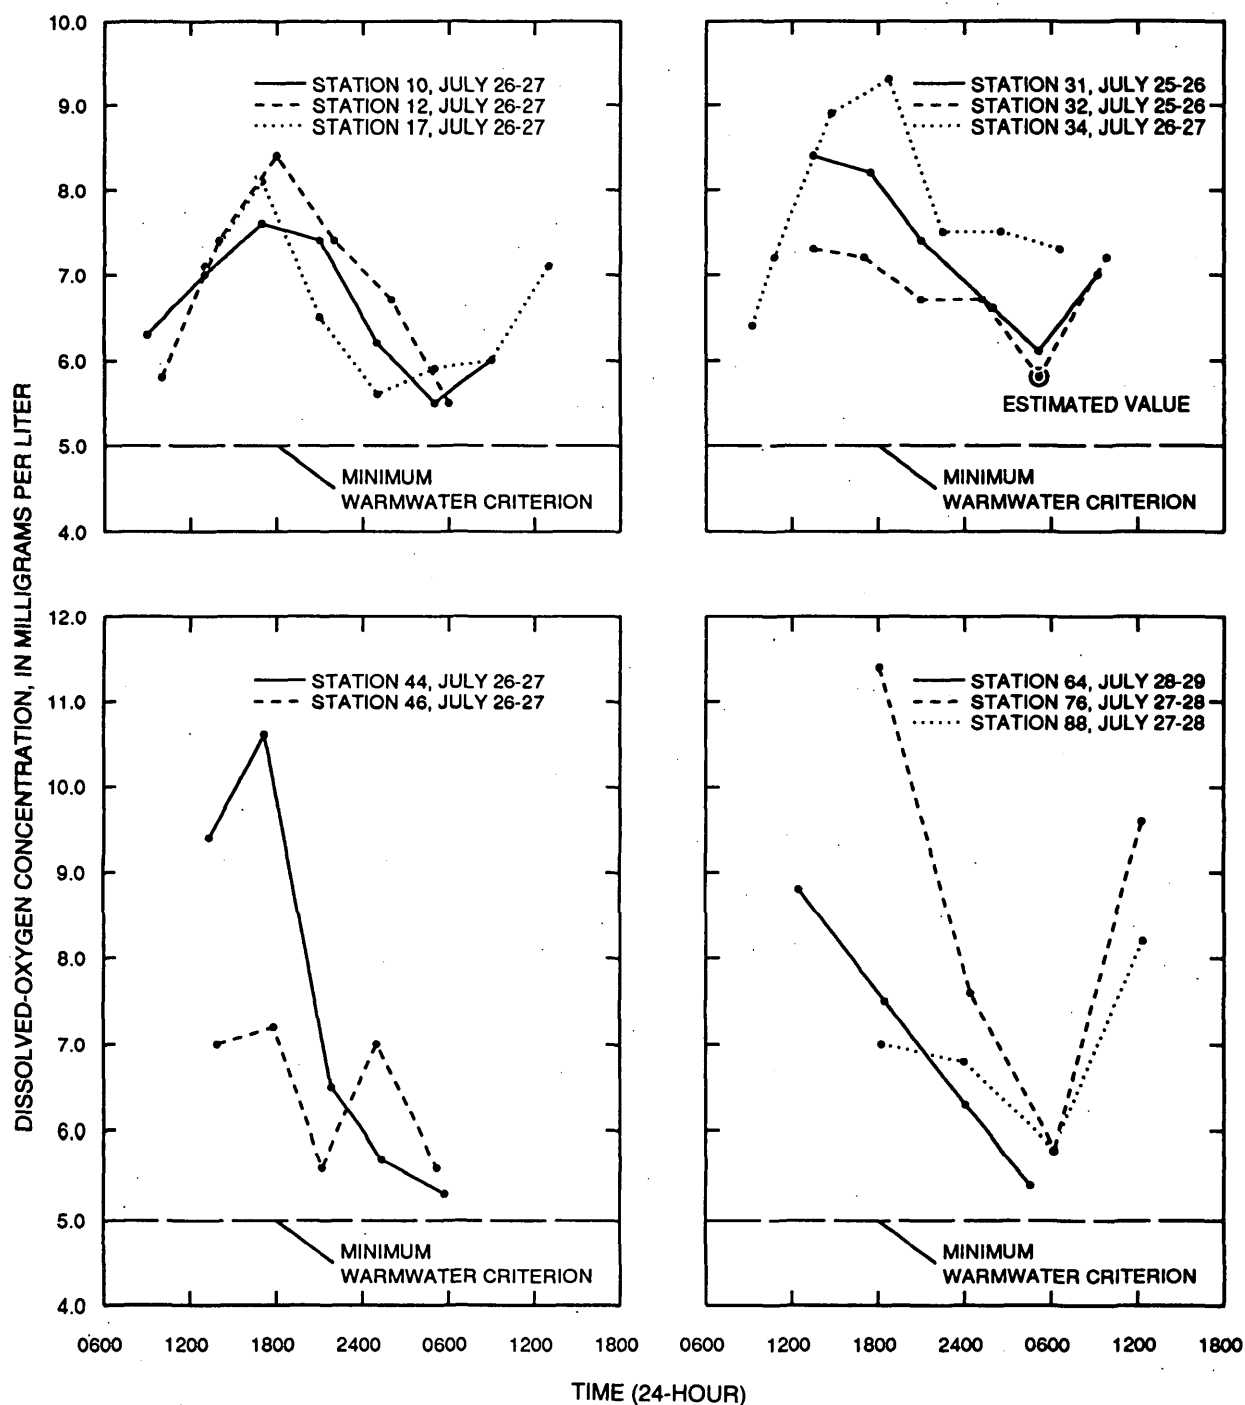 DISSOLVED-OXYGEN CONCENTRATION, IN MILLIGRAMS PER LITER
10.0
9.0
8.0
7.0
6.0
5.0
4.0
STATION 10, JULY 26-27
STATION 12, JULY 26-27
STATION 17, JULY 26-27
MINIMUM
WARMWATER CRITERION
STATION 31, JULY 25-26
STATION 32, JULY 25-26
STATION 34, JULY 26-27
ESTIMATED VALUE
MINIMUM
WARMWATER CRITERION
12.0
11.0
10.0
9.0
8.0
7.0
6.0
5.0
4.0
STATION 44, JULY 26-27
STATION 46, JULY 26-27
MINIMUM
WARMWATER CRITERION
STATION 64, JULY 28-29
STATION 76, JULY 27-28
STATION 88, JULY 27-28
MINIMUM
WARMWATER CRITERION
0600 1200 1800 2400 0600 1200 1800
0600 1200 1800 2400 0600 1200 1800
TIME (24-HOUR)